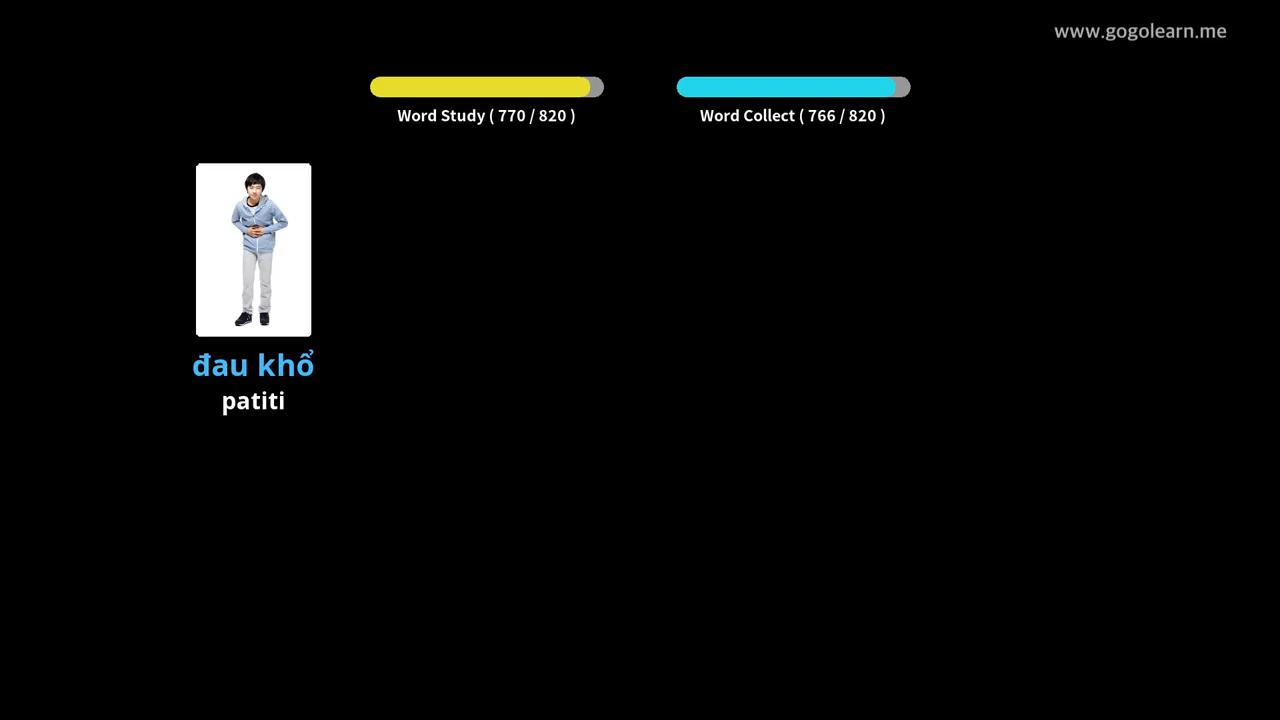 www.gogolearn.me
Word Study ( 770 / 820 )
Word Collect ( 766 / 820 )
đau khổ
patiti